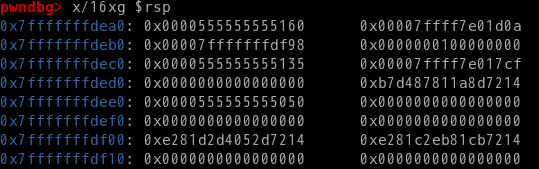 pwndbg> x/16xg $rsp
0x7fffffffdea0: 0x0000555555555160 0x00007ffff7e01d0a
0x7fffffffdeb0: 0x00007fffffffdf98 0x0000000100000000
0x7fffffffdec0: 0x0000555555555135 0x00007ffff7e017cf
0x7fffffffded0: 0x0000000000000000 0xb7d487811a8d7214
0x7fffffffdee0: 0x0000555555555050 0x0000000000000000
0x7fffffffdef0: 0x0000000000000000 0x0000000000000000
0x7fffffffdf00: 0xe281d2d4052d7214 0xe281c2eb81cb7214
0x7fffffffdf10: 0x0000000000000000 0x0000000000000000